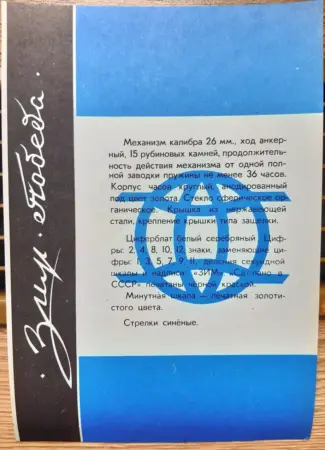 Зим. Победа.
Механизм калибра 26 мм., ход анкер-
ный, 15 рубиновых камней, продолжитель-
ность действия механизма от одной пол-
ной заводки пружины не менее 36 часов.
Корпус часов круглый, анодированный
под цвет золота. Стекло сферическое ор-
ганическое. Крышка из нержавеющей
стали, крепление крышки типа защелки.
Циферблат белый серебряный Циф-
ры: 2, 4, 8, 10, 12, знаки, заменяющие ци-
фры: 1, 3, 5, 7, 9, 11, деления секундной
шкалы и надписи «ЗИМ» в
СССР» печатаны черной краской.
Минутная шкала — печатная золоти-
стого цвета.
Стрелки синёные.